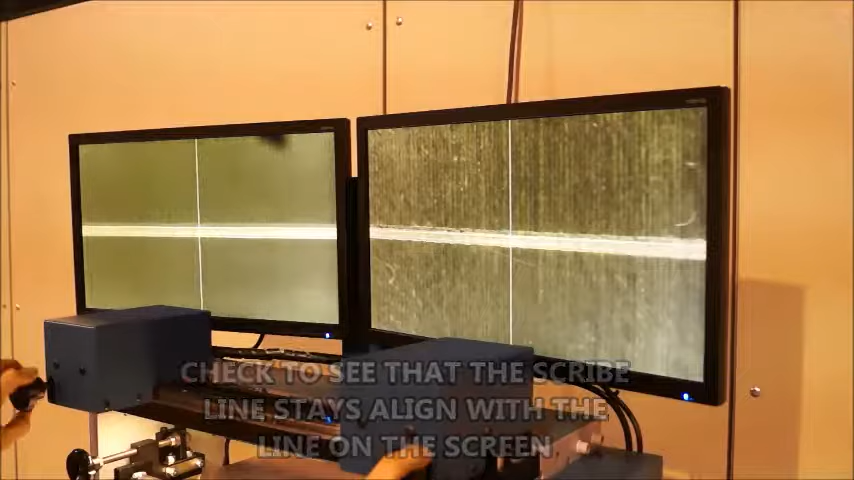 CHECK TO SEE THAT THE SCRIBE
LINE STAYS ALIGN WITH THE
LINE ON THE SCREEN